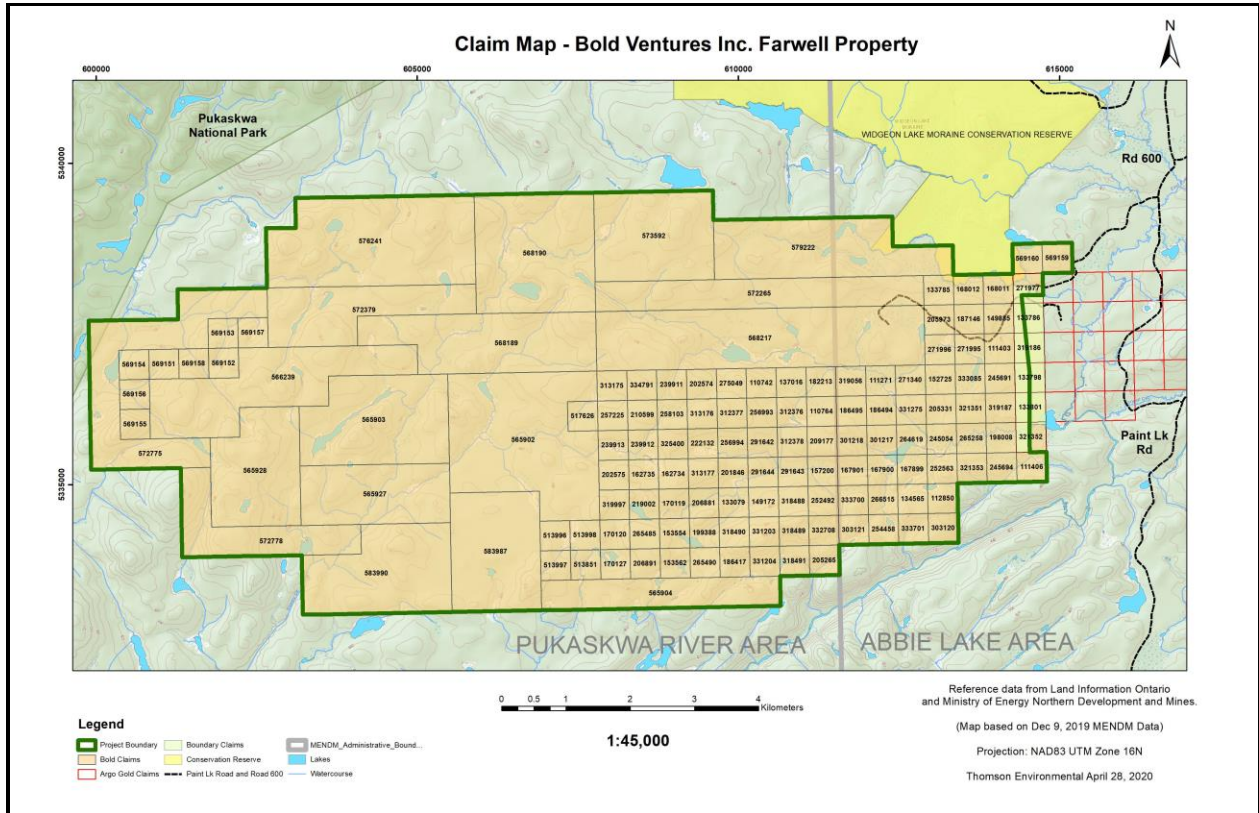 Claim Map - Bold Ventures Inc. Farwell Property
N
600000 605000 610000 615000
5340000
5335000
Pukaskwa
National Park
WIDGEON LAKE MORAINE CONSERVATION RESERVE
Rd 600
576241 568190 573592 579222 569160 569159
572379 572265 133785 168012 168011 271977
569153 569157 568189 568217 205973 187146 149885 133786
569154 569151 569158 569152 566239 271996 271995 111403
313175 334791 239911 202574 275049 110742 137016 182213 319056 111271 271340 152725 333085 245691 133798
569156 565903 565902 517626 257225 210599 258103 313176 312377 256993 312376 110764 186495 186494 331275 205331 321351 319187
569155 572775 239913 239912 325400 222132 256994 291642 312378 209177 301218 301217 264619 245054 265258 198008
Paint Lk
Rd
565928 565927 202575 162735 162734 313177 201846 291644 291643 157200 167901 167900 167899 252563 321353 245694 111406
319997 219002 170119 206881 133079 149172 318488 252492 333700 266515 134565 112850
572778 583987 513996 513998 170120 265485 153554 199388 318490 331203 318489 332708 303121 254458 333701 303120
583990 513997 513851 170127 206891 153562 265490 186417 331204 318491 205265
565904
PUKASKWA RIVER AREA ABBIE LAKE AREA
0 0.5 1 2 3 4
Kilometers
1:45,000
Reference data from Land Information Ontario
and Ministry of Energy Northern Development and Mines.
(Map based on Dec 9, 2019 MENDM Data)
Projection: NAD83 UTM Zone 16N
Thomson Environmental April 28, 2020
Legend
Project Boundary Boundary Claims MENDM_Administrative_Bound...
Bold Claims Conservation Reserve Lakes
Argo Gold Claims Paint Lk Road and Road 600 Watercourse